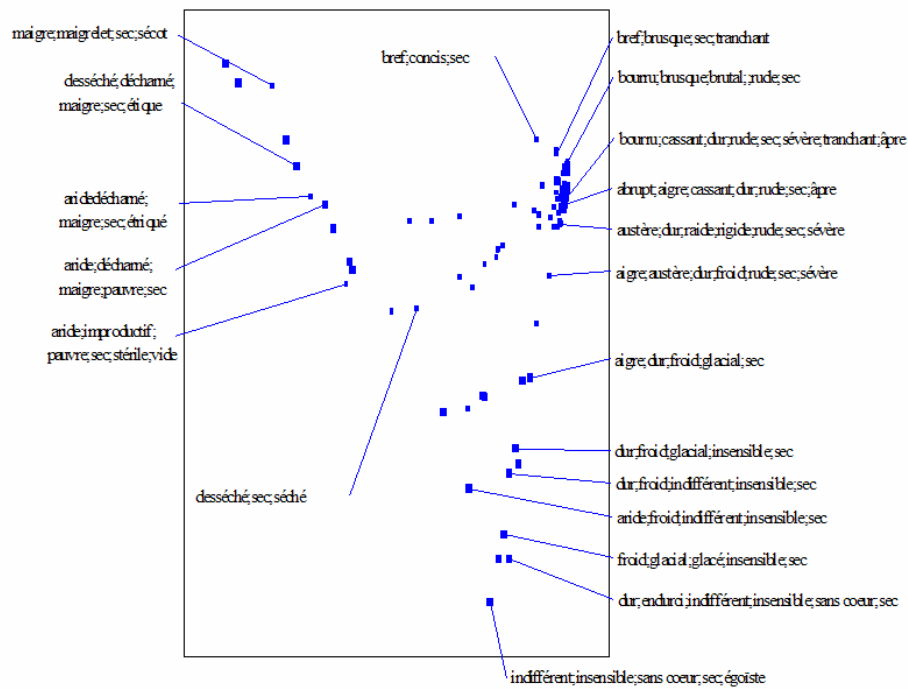 maigre;maigrelet;sec;sécot
desséché;décharné;
maigre;sec;étique
aridedécharné;
maigre;sec;étriqué
aride;décharné;
maigre;pauvre;sec
aride;improductif;
pauvre;sec;stérile;vide
desséché;sec;séché
bref;concis;sec
bref;brusque;sec;tranchant
bourru;brusque;brutal;;rude;sec
bourru;cassant;dur;rude;sec;sévère;tranchant;âpre
abrupt;aigre;cassant;dur;rude;sec;âpre
austère;dur;raide;rigide;rude;sec;sévère
aigre;austère;dur;froid;rude;sec;sévère
aigre;dur;froid;glacial;sec
dur;froid;glacial;insensible;sec
dur;froid;indifférent;insensible;sec
aride;froid;indifférent;insensible;sec
froid;glacial;glacé;insensible;sec
dur;endurci;indifférent;insensible;sans coeur;sec
indifférent;insensible;sans coeur;sec;égoïste